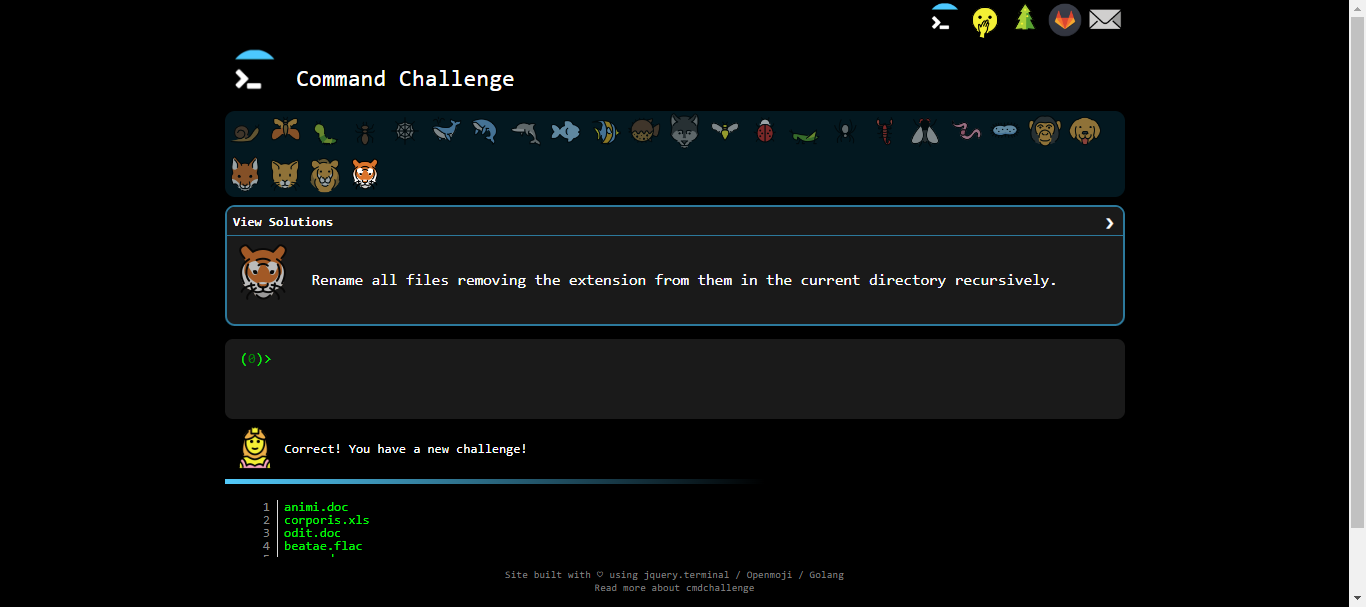 Command Challenge
View Solutions ❯
Rename all files removing the extension from them in the current directory recursively.
(0)>
Correct! You have a new challenge!
1 animi.doc
2 corporis.xls
3 odit.doc
4 beatae.flac
Site built with ♡ using jquery.terminal / Openmoji / Golang
Read more about cmdchallenge